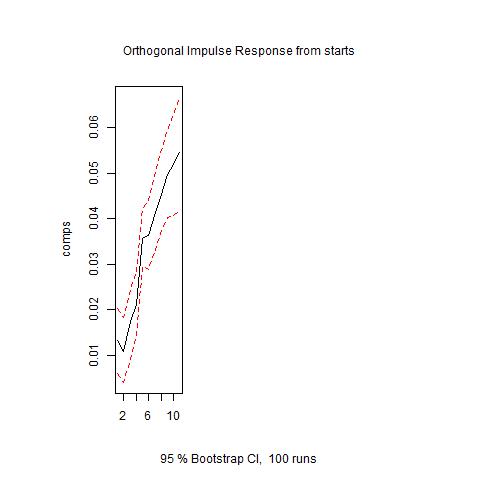 Orthogonal Impulse Response from starts
comps
0.06
0.05
0.04
0.03
0.02
0.01
2 6 10
95 % Bootstrap CI, 100 runs